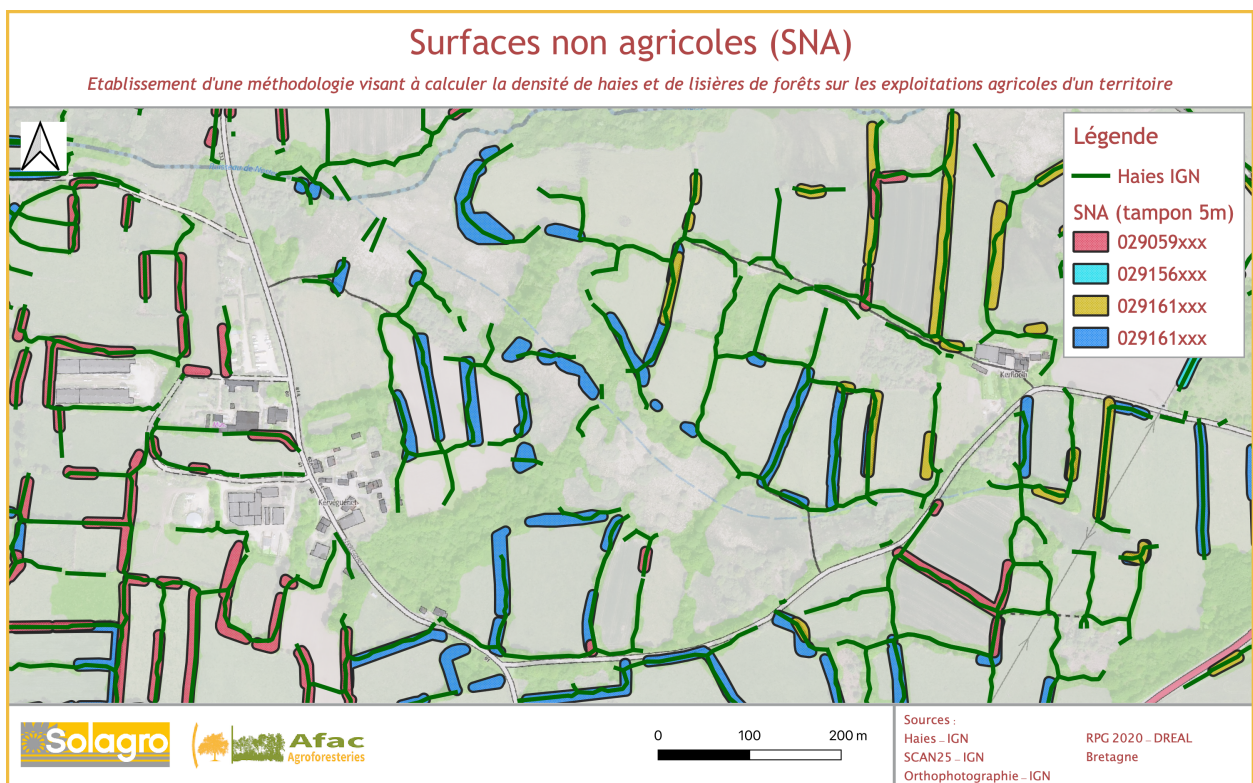 Surfaces non agricoles (SNA)
Etablissement d'une méthodologie visant à calculer la densité de haies et de lisières de forêts sur les exploitations agricoles d'un territoire
Légende
Haies IGN
SNA (tampon 5m)
029059xxx
029156xxx
029161xxx
029161xxx
Solagro
Afac
Agroforesteries
0 100 200 m
Sources :
Haies – IGN
SCAN25 – IGN
Orthophotographie – IGN
RPG 2020 – DREAL
Bretagne